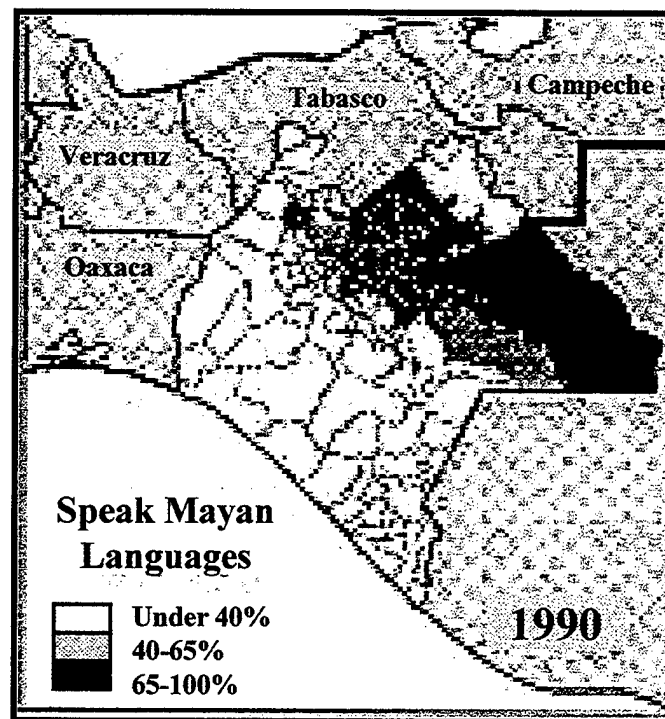 Campeche
Tabasco
Veracruz
Oaxaca
Speak Mayan
Languages
Under 40%
40-65%
65-100%
1990